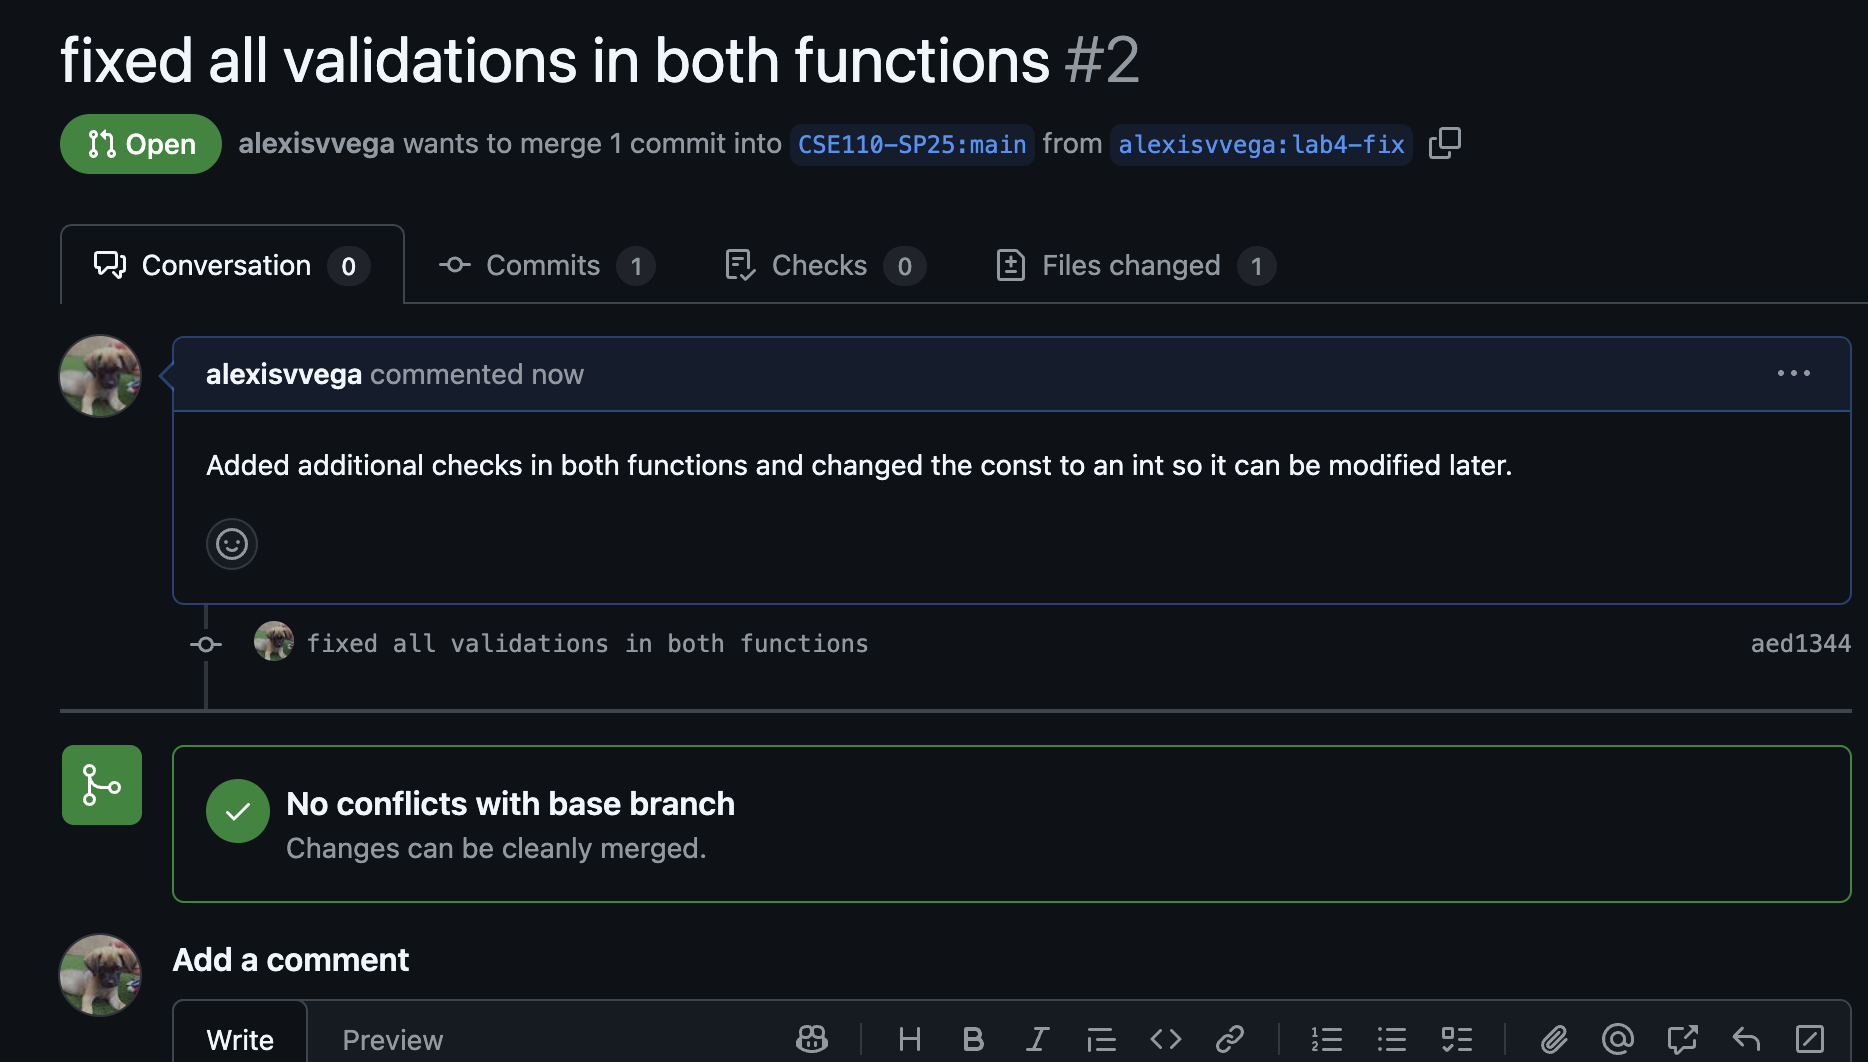 fixed all validations in both functions #2
Open alexisvvega wants to merge 1 commit into CSE110-SP25:main from alexisvvega:lab4-fix
Conversation 0 Commits 1 Checks 0 Files changed 1
alexisvvega commented now
Added additional checks in both functions and changed the const to an int so it can be modified later.
fixed all validations in both functions aed1344
No conflicts with base branch
Changes can be cleanly merged.
Add a comment
Write Preview H B I